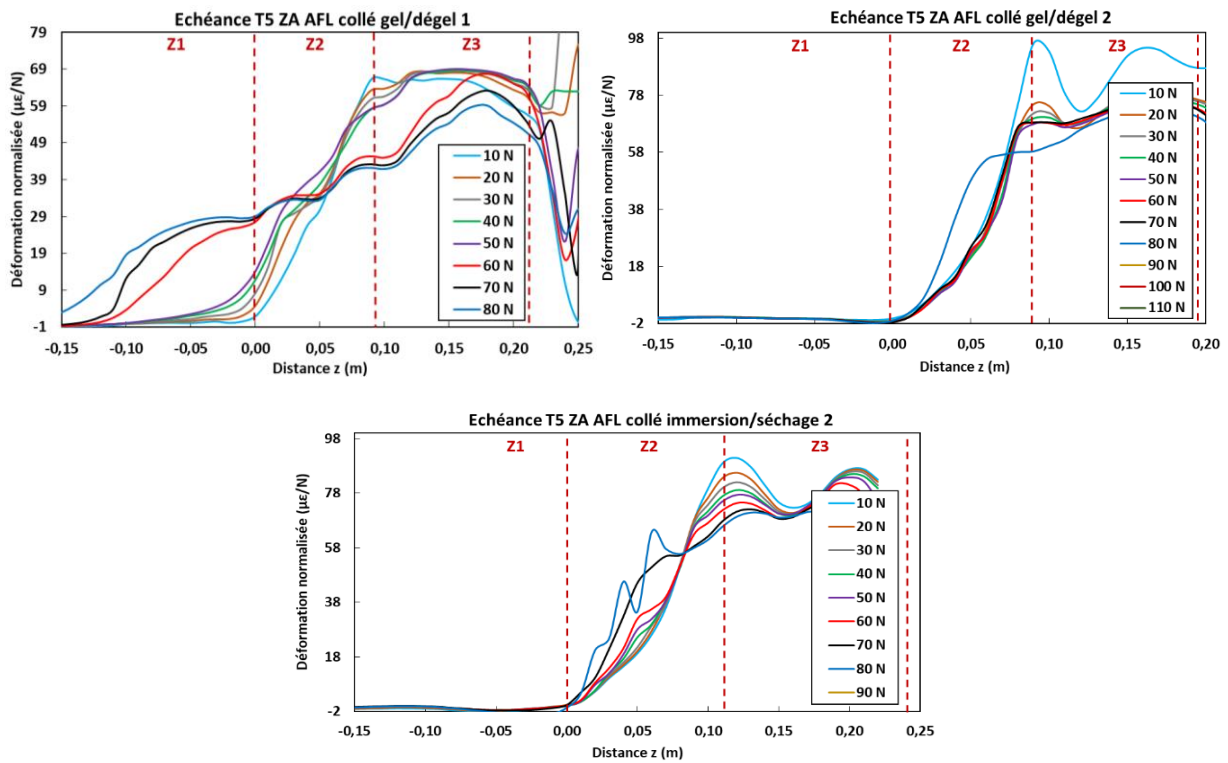 Echéance T5 ZA AFL collé gel/dégel 1
Déformation normalisée (µε/N)
79
69
59
49
39
29
19
9
-1
Z1
Z2
Z3
10 N
20 N
30 N
40 N
50 N
60 N
70 N
80 N
-0,15
-0,10
-0,05
0,00
0,05
0,10
0,15
0,20
0,25
Distance z (m)
Echéance T5 ZA AFL collé gel/dégel 2
Déformation normalisée (µε/N)
98
78
58
38
18
-2
Z1
Z2
Z3
10 N
20 N
30 N
40 N
50 N
60 N
70 N
80 N
90 N
100 N
110 N
-0,15
-0,10
-0,05
0,00
0,05
0,10
0,15
0,20
Distance z (m)
Echéance T5 ZA AFL collé immersion/séchage 2
Déformation normalisée (µε/N)
98
78
58
38
18
-2
Z1
Z2
Z3
10 N
20 N
30 N
40 N
50 N
60 N
70 N
80 N
90 N
-0,15
-0,10
-0,05
0,00
0,05
0,10
0,15
0,20
0,25
Distance z (m)